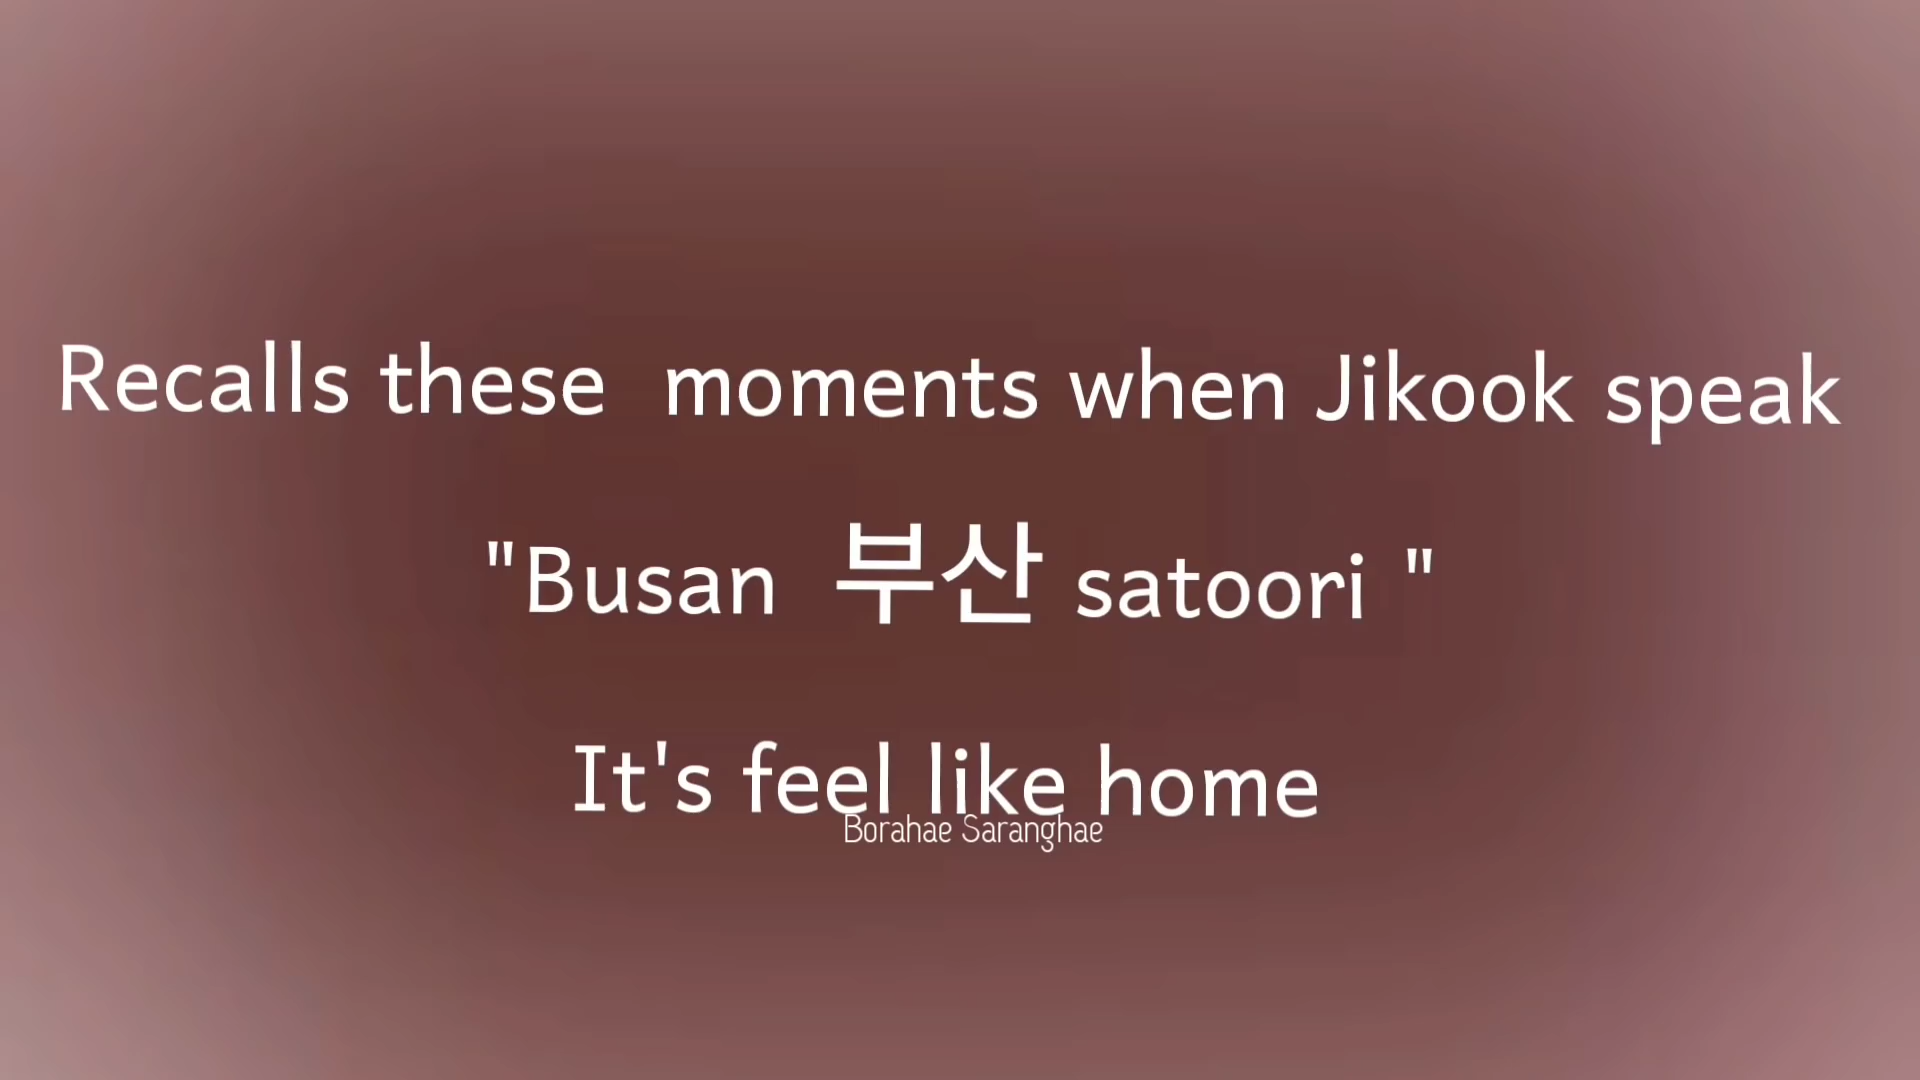 Recalls these moments when Jikook speak
"Busan 부산 satoori "
It's feel like home
Borahae Saranghae